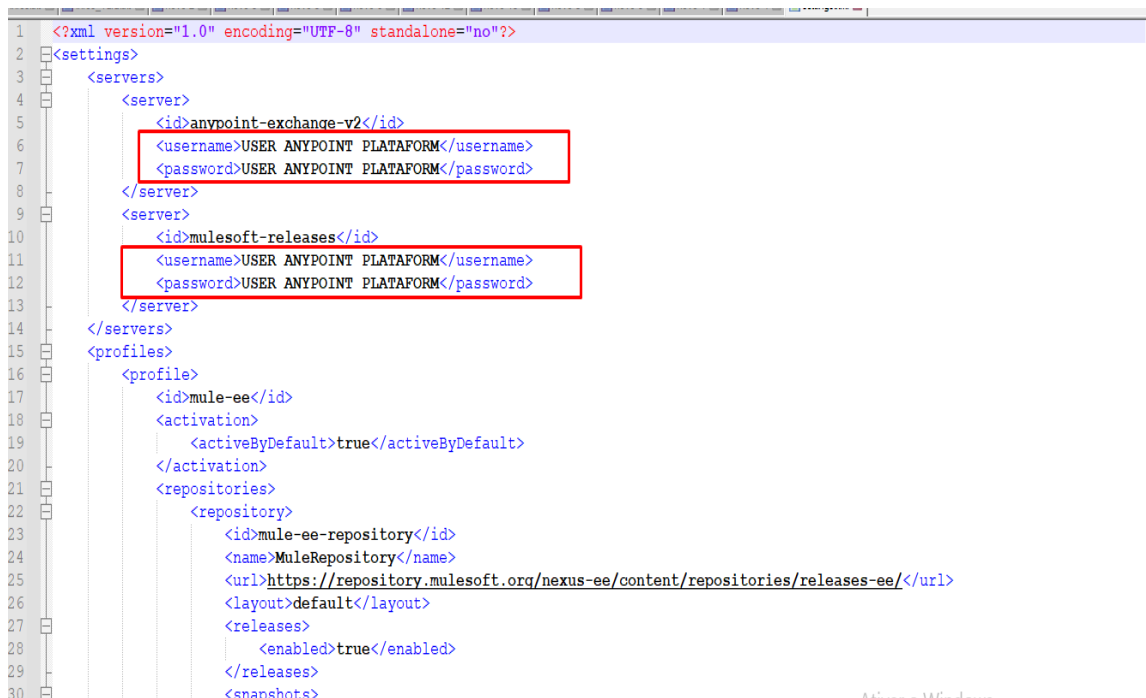 1 <?xml version="1.0" encoding="UTF-8" standalone="no"?>
2 <settings>
3 <servers>
4 <server>
5 <id>anypoint-exchange-v2</id>
6 <username>USER ANYPOINT PLATAFORM</username>
7 <password>USER ANYPOINT PLATAFORM</password>
8 </server>
9 <server>
10 <id>mulesoft-releases</id>
11 <username>USER ANYPOINT PLATAFORM</username>
12 <password>USER ANYPOINT PLATAFORM</password>
13 </server>
14 </servers>
15 <profiles>
16 <profile>
17 <id>mule-ee</id>
18 <activation>
19 <activeByDefault>true</activeByDefault>
20 </activation>
21 <repositories>
22 <repository>
23 <id>mule-ee-repository</id>
24 <name>MuleRepository</name>
25 <url>https://repository.mulesoft.org/nexus-ee/content/repositories/releases-ee/</url>
26 <layout>default</layout>
27 <releases>
28 <enabled>true</enabled>
29 </releases>
30 <snapshots>